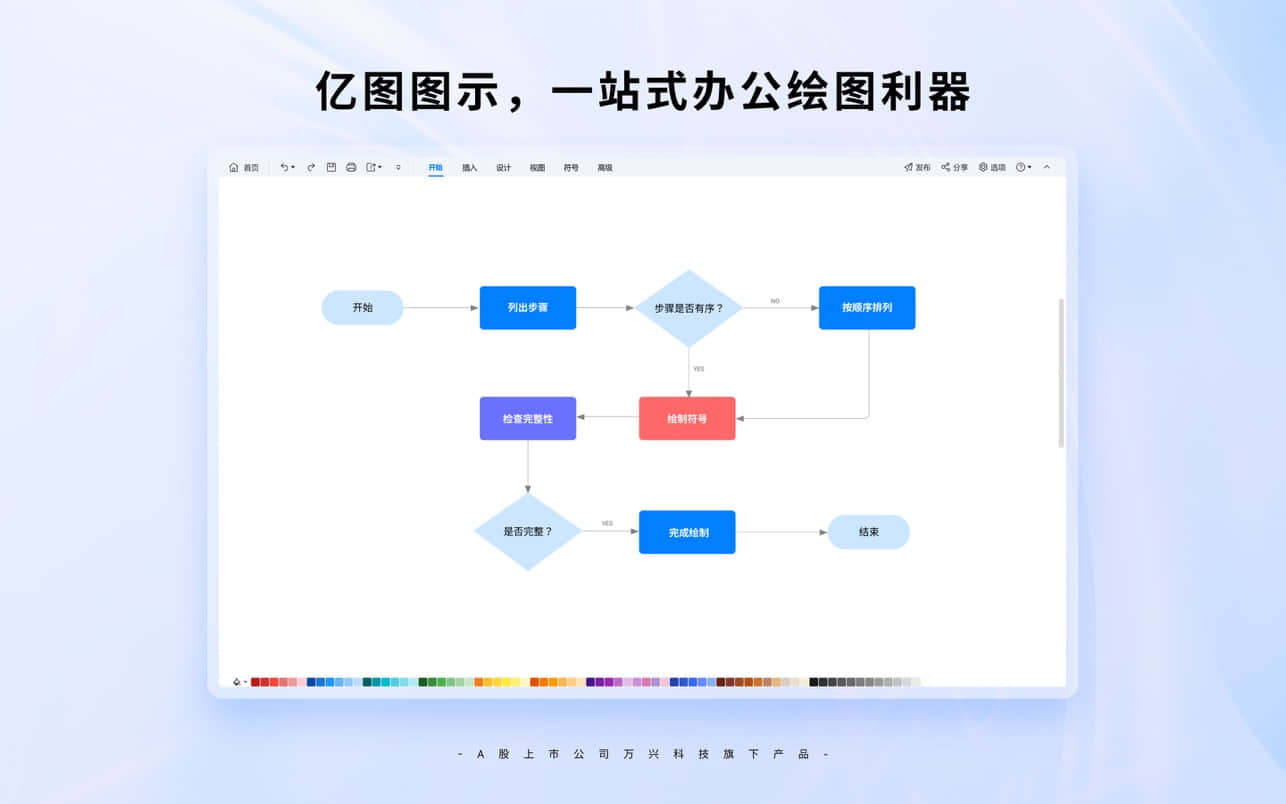 亿图图示，一站式办公绘图利器
首页 开始 插入 设计 视图 符号 高级 发布 分享 选项
开始 列出步骤 步骤是否有序？ NO 按顺序排列
YES
检查完整性 绘制符号
是否完整？ YES 完成绘制 结束
- A股上市公司万兴科技旗下产品 -